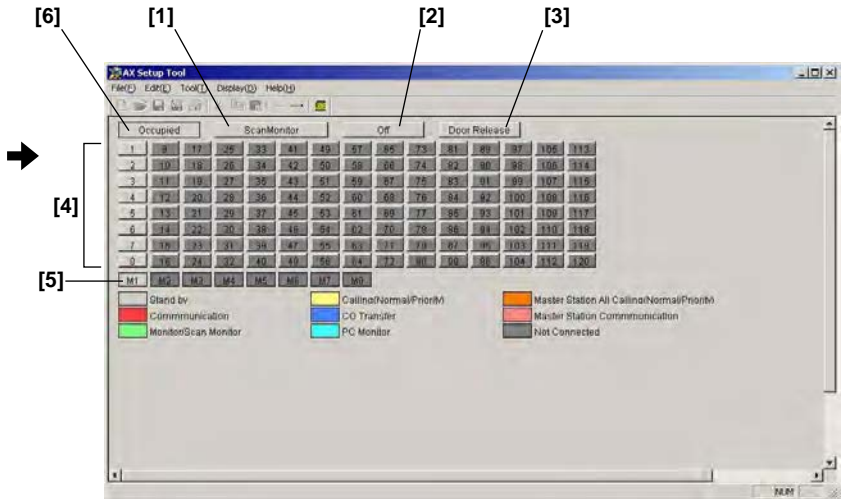 [6] [1] [2] [3]
AX Setup Tool
File(F) Edit(E) Tool(T) Display(D) Help(H)
Occupied ScanMonitor Off Door Release
[4]
1 9 17 25 33 41 49 57 65 73 81 89 97 105 113
2 10 18 26 34 42 50 58 66 74 82 90 98 106 114
3 11 19 27 35 43 51 59 67 75 83 91 99 107 115
4 12 20 28 36 44 52 60 68 76 84 92 100 108 116
5 13 21 29 37 45 53 61 69 77 85 93 101 109 117
6 14 22 30 38 46 54 62 70 78 86 94 102 110 118
7 15 23 31 39 47 55 63 71 79 87 95 103 111 119
8 16 24 32 40 48 56 64 72 80 88 96 104 112 120
[5] M1 M2 M3 M4 M5 M6 M7 M8
Stand by Calling(Normal/Priority) Master Station All Calling(Normal/Priority)
Commmunication CO Transfer Master Station Commmunication
Monitor/Scan Monitor PC Monitor Not Connected
NUM